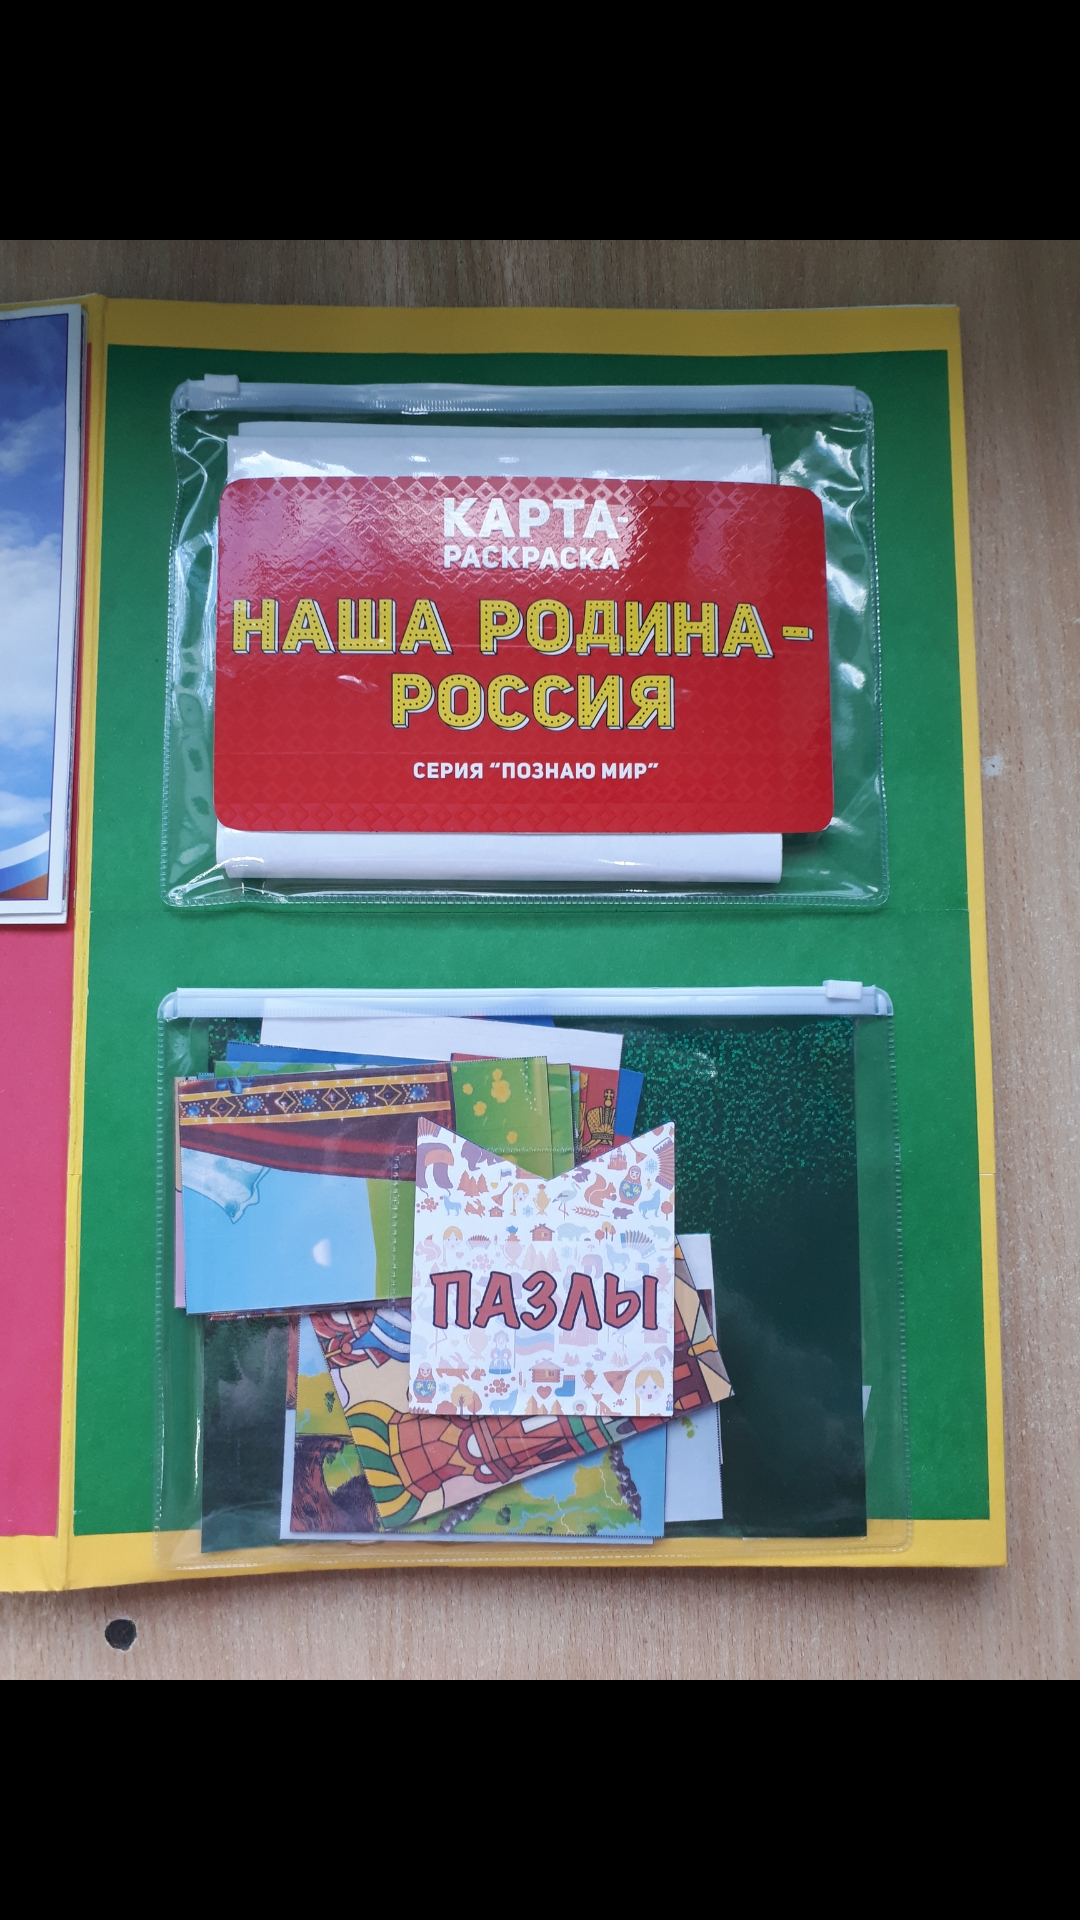 КАРТА-
РАСКРАСКА
НАША РОДИНА -
РОССИЯ
СЕРИЯ "ПОЗНАЮ МИР"
ПАЗЛЫ